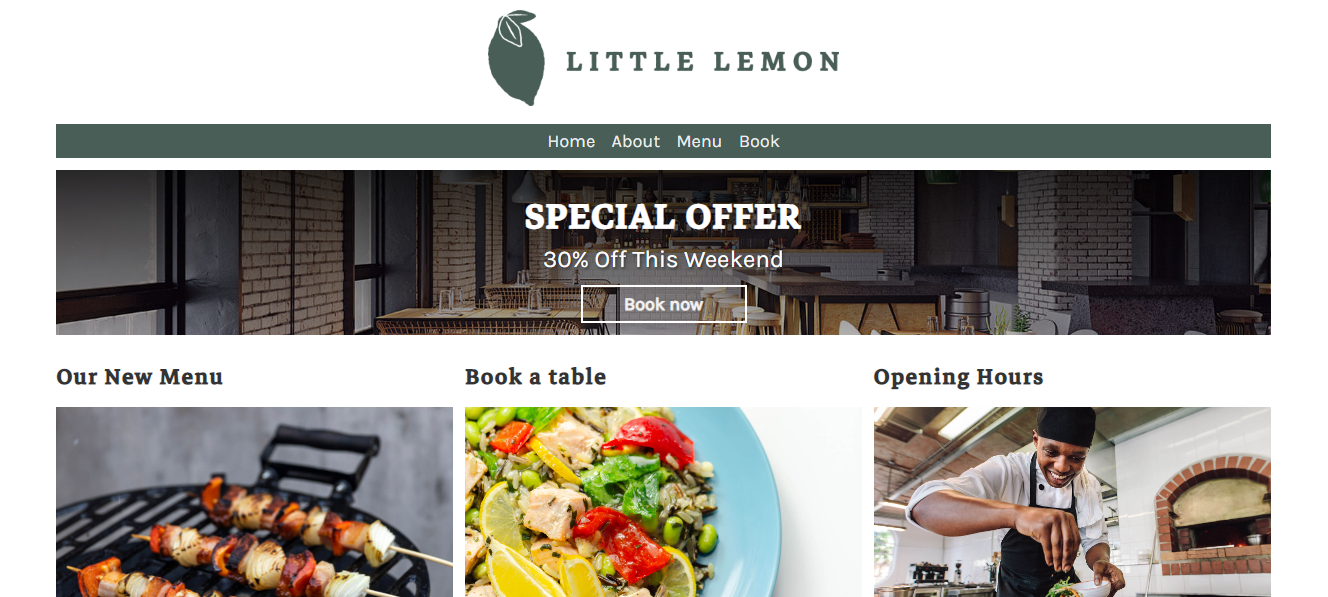 LITTLE LEMON
Home About Menu Book
SPECIAL OFFER
30% Off This Weekend
Book now
Our New Menu
Book a table
Opening Hours